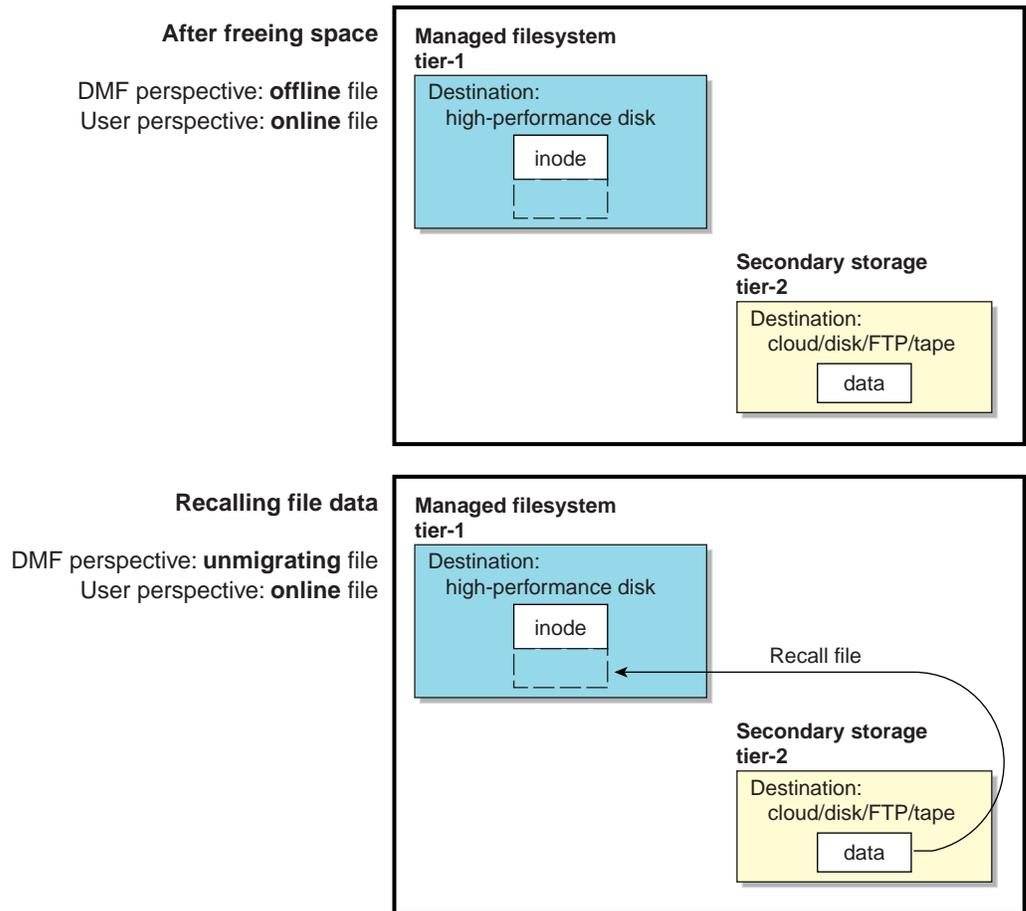 After freeing space
DMF perspective: offline file
User perspective: online file
Managed filesystem
tier-1
Destination:
high-performance disk
inode
Secondary storage
tier-2
Destination:
cloud/disk/FTP/tape
data
Recalling file data
DMF perspective: unmigrating file
User perspective: online file
Managed filesystem
tier-1
Destination:
high-performance disk
inode
Recall file
Secondary storage
tier-2
Destination:
cloud/disk/FTP/tape
data